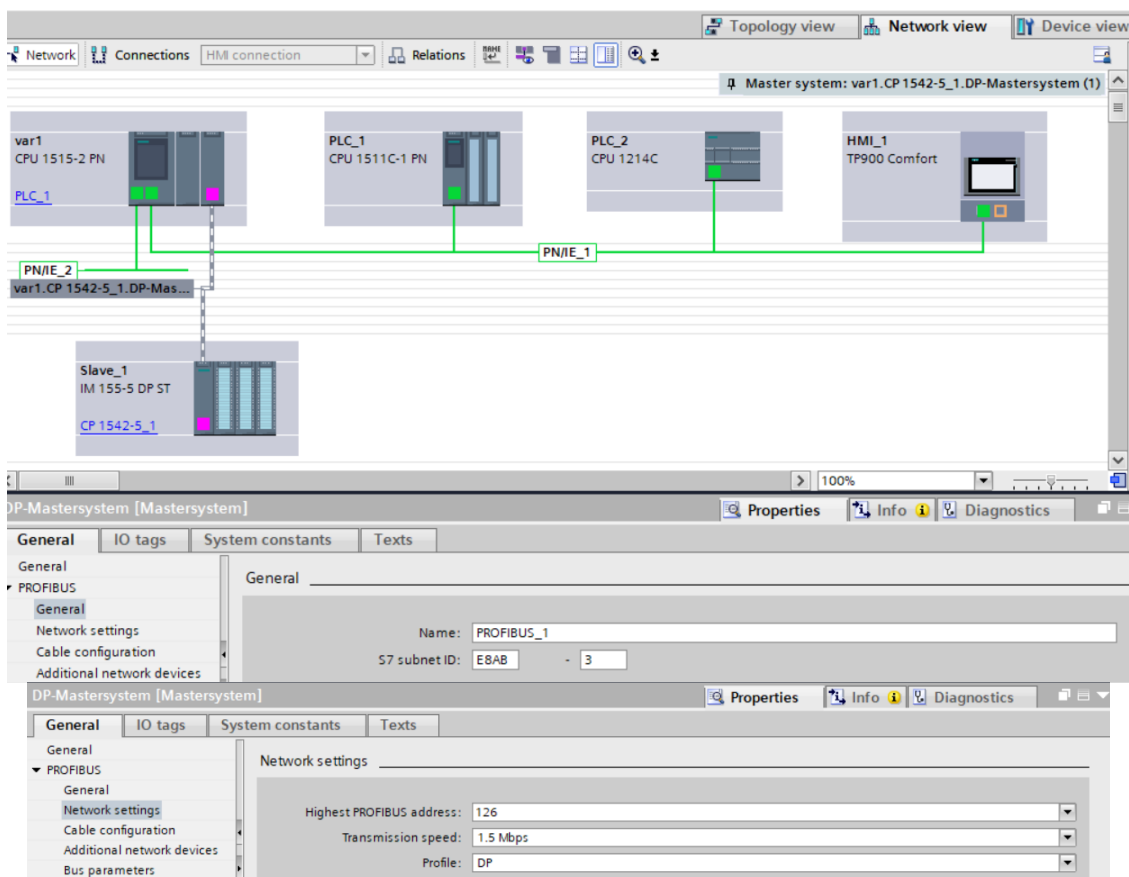 Topology view Network view Device view
Network Connections HMI connection Relations
Master system: var1.CP 1542-5_1.DP-Mastersystem (1)
var1
CPU 1515-2 PN
PLC_1
PLC_1
CPU 1511C-1 PN
PLC_2
CPU 1214C
HMI_1
TP900 Comfort
PN/IE_1
PN/IE_2
var1.CP 1542-5_1.DP-Mas...
Slave_1
IM 155-5 DP ST
CP 1542-5_1
100%
DP-Mastersystem [Mastersystem] Properties Info Diagnostics
General IO tags System constants Texts
General
PROFIBUS
General
Network settings
Cable configuration
Additional network devices
General
Name: PROFIBUS_1
S7 subnet ID: E8AB - 3
DP-Mastersystem [Mastersystem] Properties Info Diagnostics
General IO tags System constants Texts
General
PROFIBUS
General
Network settings
Cable configuration
Additional network devices
Bus parameters
Network settings
Highest PROFIBUS address: 126
Transmission speed: 1.5 Mbps
Profile: DP